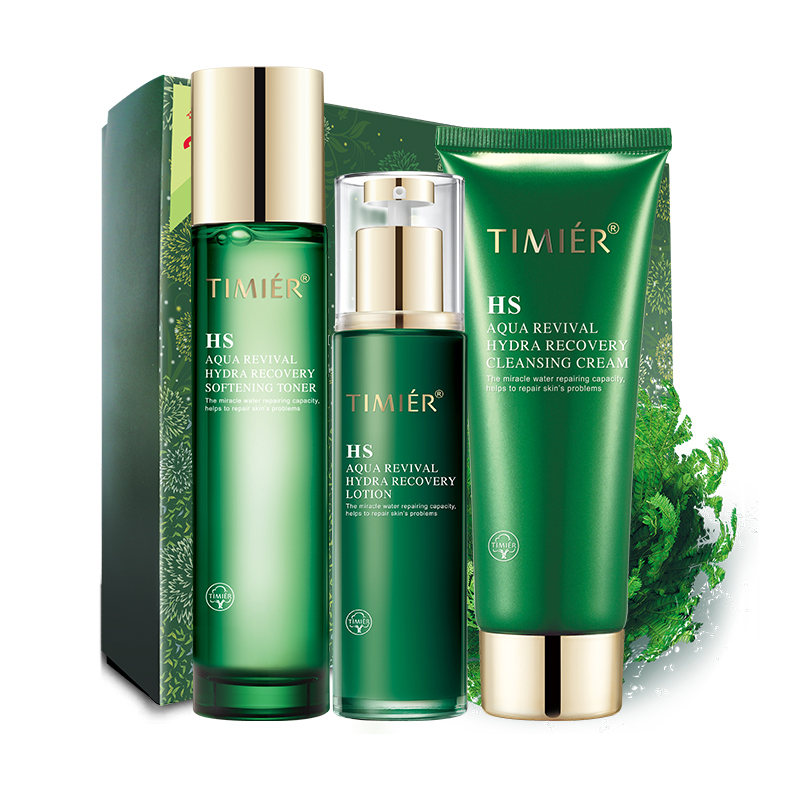 TIMIÉR®
HS
AQUA REVIVAL
HYDRA RECOVERY
SOFTENING TONER
The miracle water repairing capacity,
helps to repair skin's problems
TIMIÉR
TIMIÉR®
HS
AQUA REVIVAL
HYDRA RECOVERY
LOTION
The miracle water repairing capacity,
helps to repair skin's problems
TIMIÉR
TIMIÉR®
HS
AQUA REVIVAL
HYDRA RECOVERY
CLEANSING CREAM
The miracle water repairing capacity,
helps to repair skin's problems
TIMIÉR